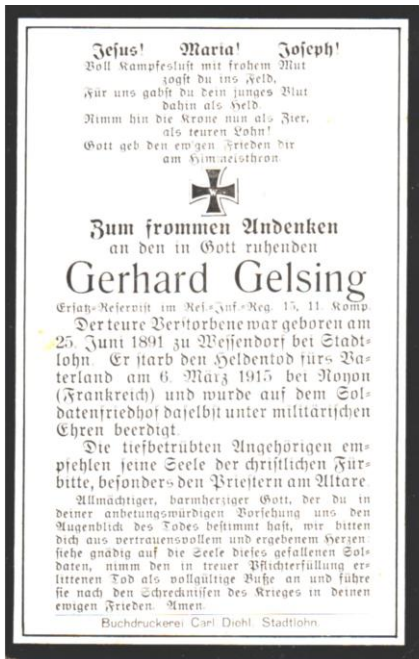 Jesus! Maria! Joseph!
Voll Kampfeslust mit frohem Mut
zogst du ins Feld,
Für uns gabst du dein junges Blut
dahin als Held.
Nimm hin die Krone nun als Zier,
als teuren Lohn!
Gott geb den ewigen Frieden dir
am Himmelsthron.
W
Zum frommen Andenken
an den in Gott ruhenden
Gerhard Gelsing
Ersatz-Reservist im Res.-Inf.-Reg. 15, 11. Komp.
Der teure Verstorbene war geboren am
25. Juni 1891 zu Wessendorf bei Stadt-
lohn. Er starb den Heldentod fürs Va-
terland am 6. März 1915 bei Noyon
(Frankreich) und wurde auf dem Sol-
datenfriedhof daselbst unter militärischen
Ehren beerdigt.
Die tiefbetrübten Angehörigen em-
pfehlen seine Seele der christlichen Für-
bitte, besonders den Priestern am Altare.
Allmächtiger, barmherziger Gott, der du in
deiner anbetungswürdigen Vorsehung uns den
Augenblick des Todes bestimmt hast, wir bitten
dich aus vertrauensvollem und ergebenem Herzen:
siehe gnädig auf die Seele dieses gefallenen Sol-
daten, nimm den in treuer Pflichterfüllung er-
littenen Tod als vollgültige Buße an und führe
sie nach den Schrecknissen des Krieges in deinen
ewigen Frieden. Amen.
Buchdruckerei Carl Diehl, Stadtlohn.